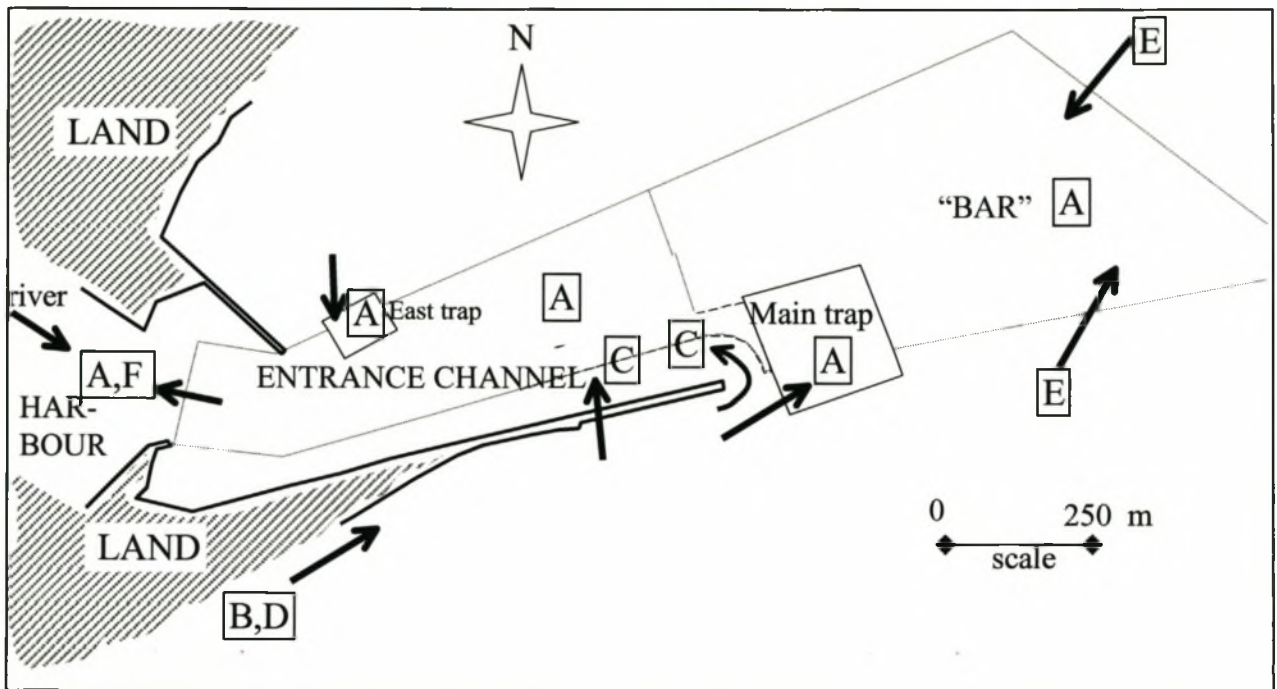 N
E
LAND
"BAR"
A
A
A
East trap
Main trap
river
A,F
C
C
A
ENTRANCE CHANNEL
HAR-
BOUR
E
LAND
0
250 m
scale
B,D